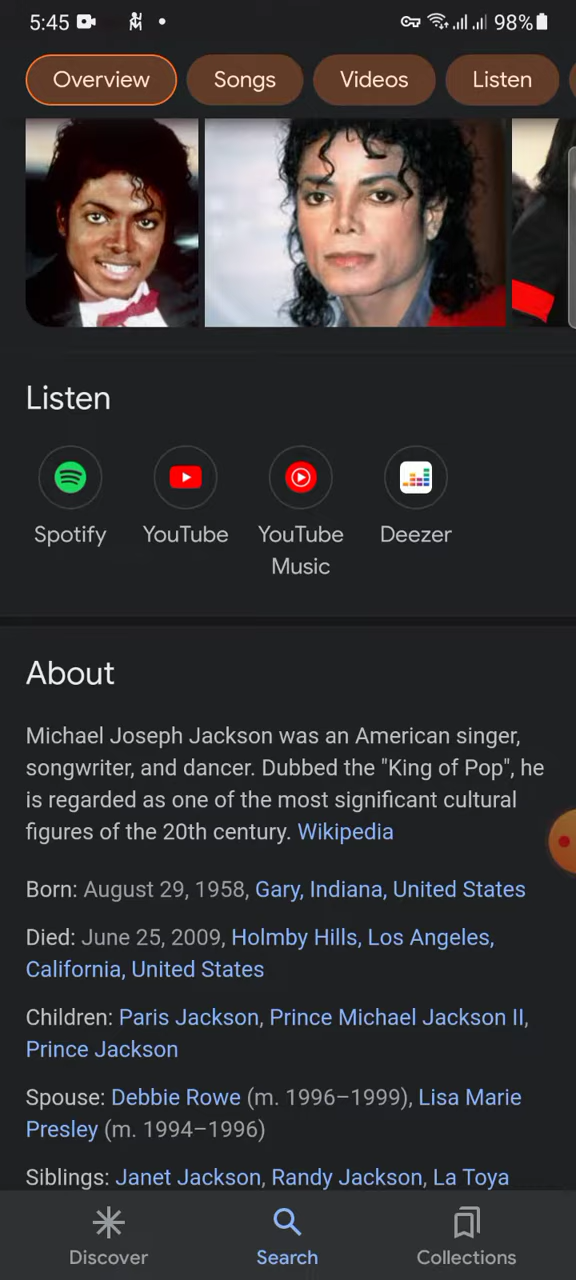 5:45
98%
Overview
Songs
Videos
Listen
Listen
Spotify
YouTube
YouTube
Music
Deezer
About
Michael Joseph Jackson was an American singer,
songwriter, and dancer. Dubbed the "King of Pop", he
is regarded as one of the most significant cultural
figures of the 20th century. Wikipedia
Born: August 29, 1958, Gary, Indiana, United States
Died: June 25, 2009, Holmby Hills, Los Angeles,
California, United States
Children: Paris Jackson, Prince Michael Jackson II,
Prince Jackson
Spouse: Debbie Rowe (m. 1996–1999), Lisa Marie
Presley (m. 1994–1996)
Siblings: Janet Jackson, Randy Jackson, La Toya
Discover
Search
Collections